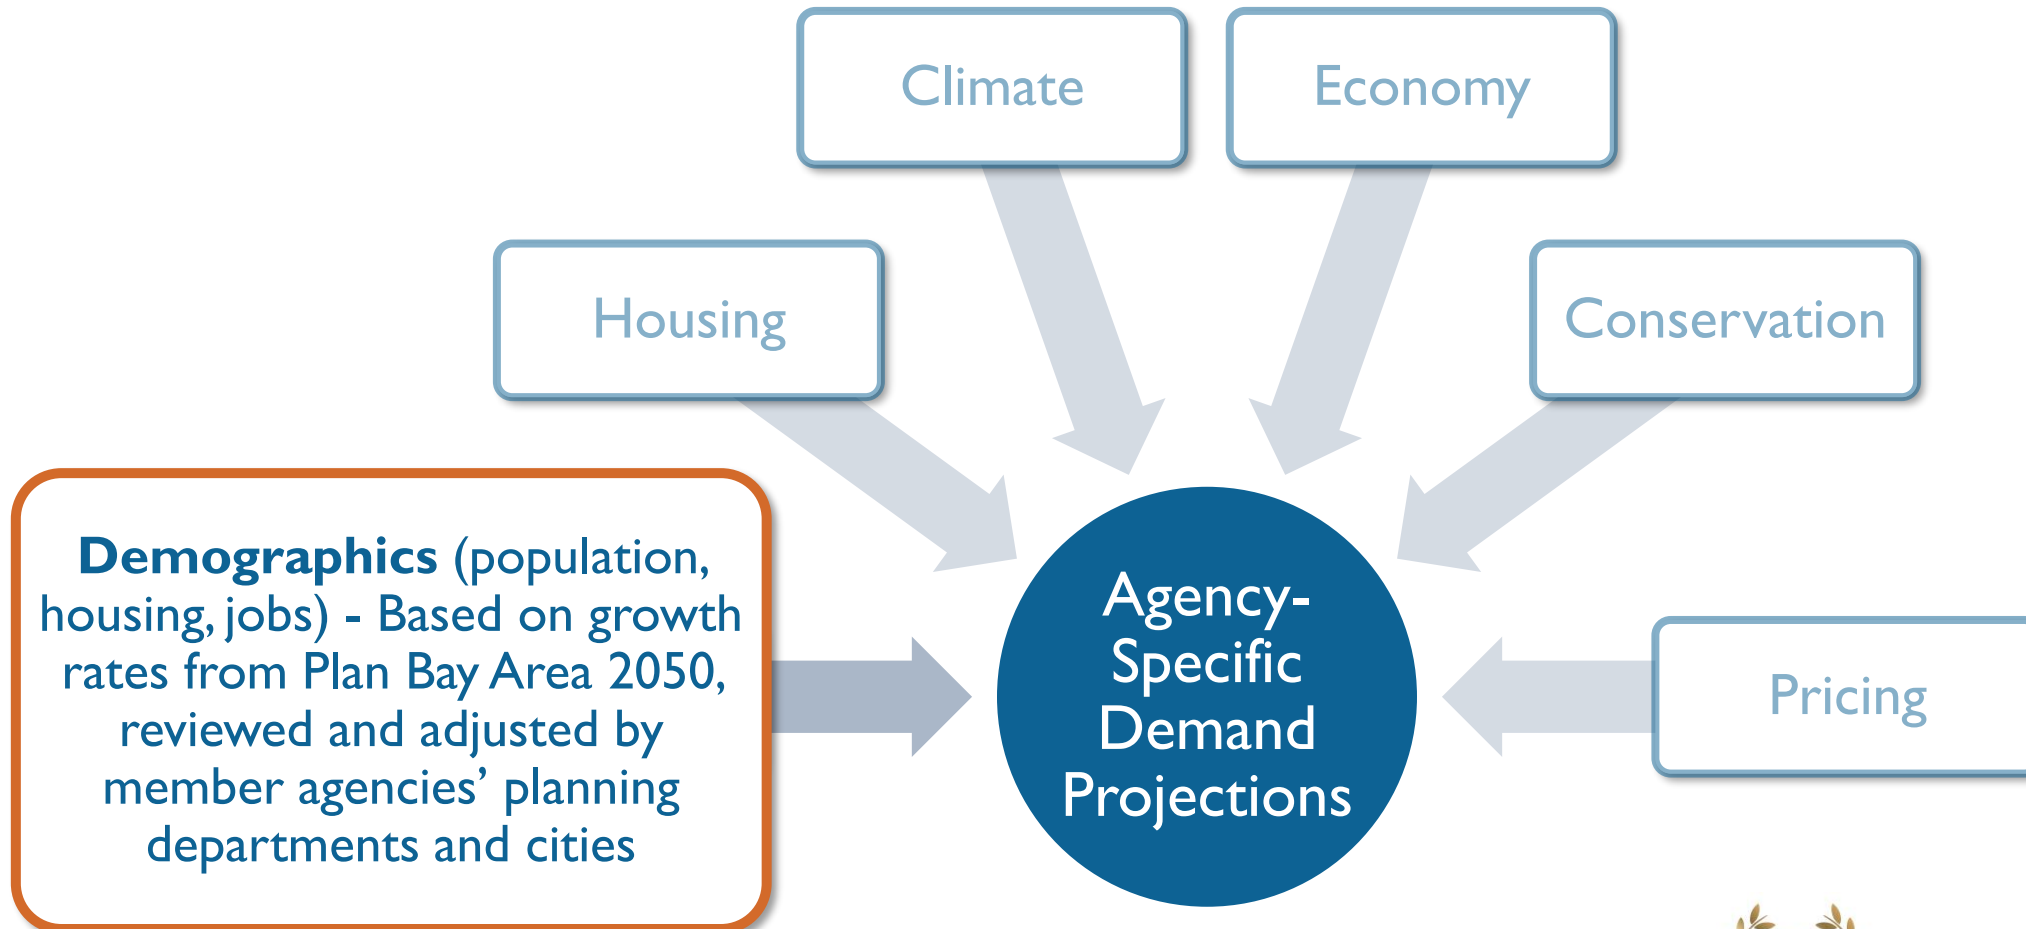 Climate
Economy
Housing
Conservation
Demographics (population,
housing, jobs) - Based on growth
rates from Plan Bay Area 2050,
reviewed and adjusted by
member agencies’ planning
departments and cities
Agency-
Specific
Demand
Projections
Pricing